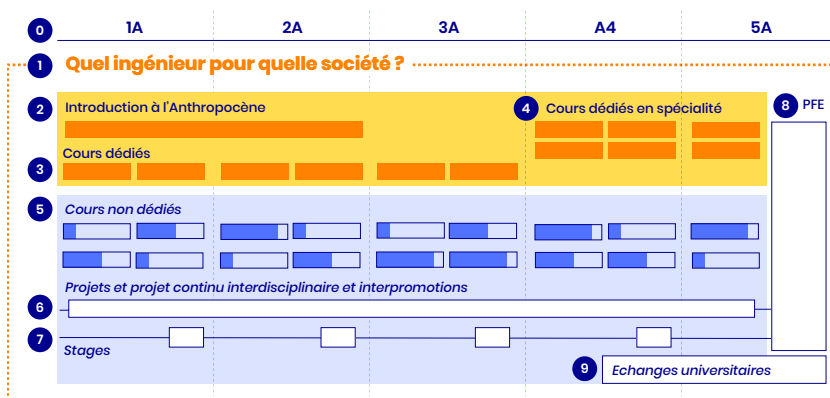 0 1A 2A 3A A4 5A
1 Quel ingénieur pour quelle société ?
2 Introduction à l'Anthropocène
4 Cours dédiés en spécialité
8 PFE
3 Cours dédiés
5 Cours non dédiés
Projets et projet continu interdisciplinaire et interpromotions
6
7
Stages
9 Echanges universitaires